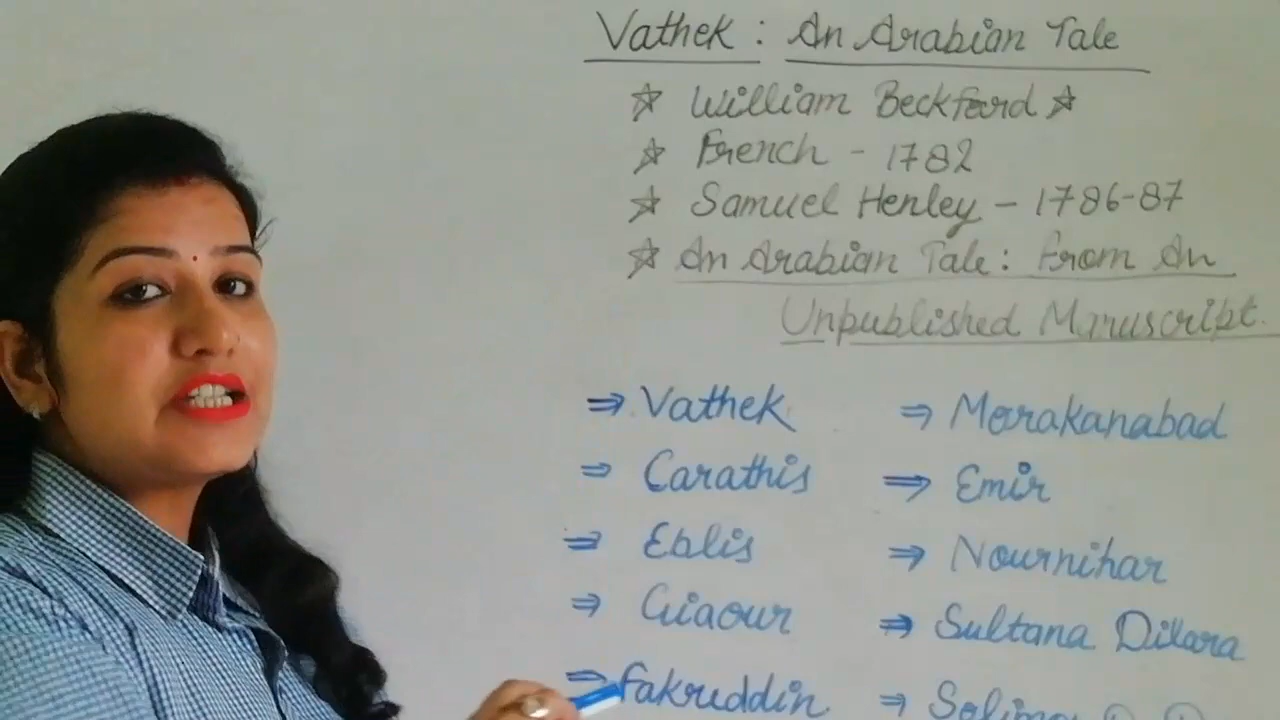 Vathek : An Arabian Tale
☆ William Beckford ☆
☆ French - 1782
☆ Samuel Henley - 1786-87
☆ An Arabian Tale: From An
Unpublished Manuscript.
⇒ Vathek
⇒ Carathis
⇒ Eblis
⇒ Giaour
⇒ Fakruddin
⇒ Morakanabad
⇒ Emir
⇒ Nournihar
⇒ Sultana Dilara
⇒